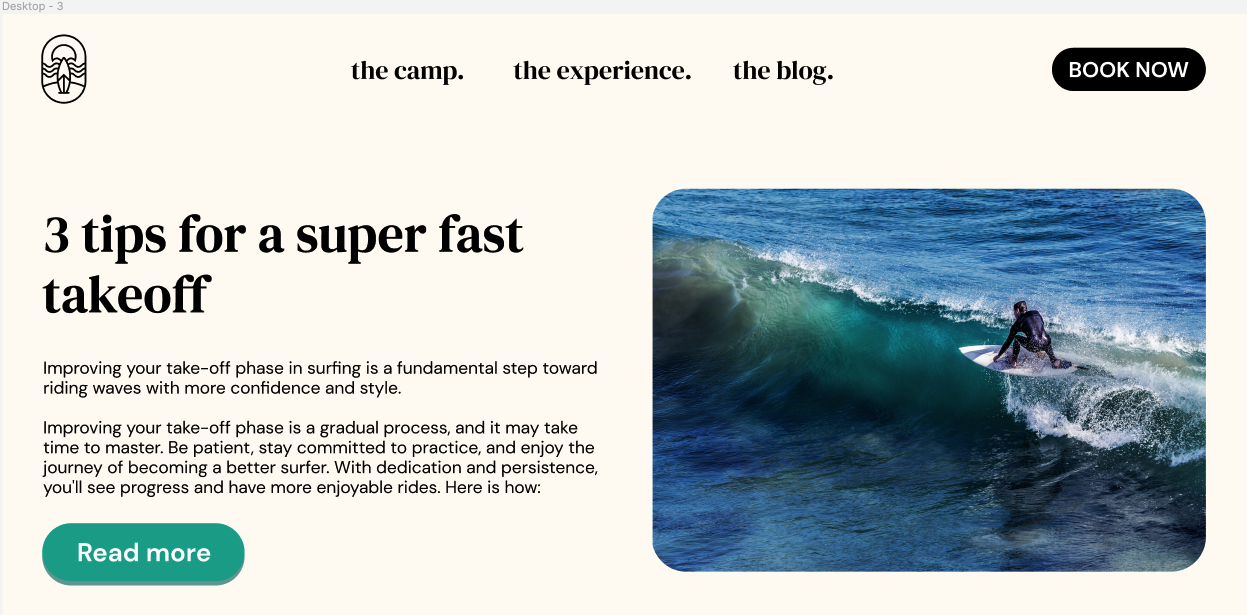 Desktop - 3
the camp.
the experience.
the blog.
BOOK NOW
3 tips for a super fast
takeoff
Improving your take-off phase in surfing is a fundamental step toward
riding waves with more confidence and style.
Improving your take-off phase is a gradual process, and it may take
time to master. Be patient, stay committed to practice, and enjoy the
journey of becoming a better surfer. With dedication and persistence,
you'll see progress and have more enjoyable rides. Here is how:
Read more